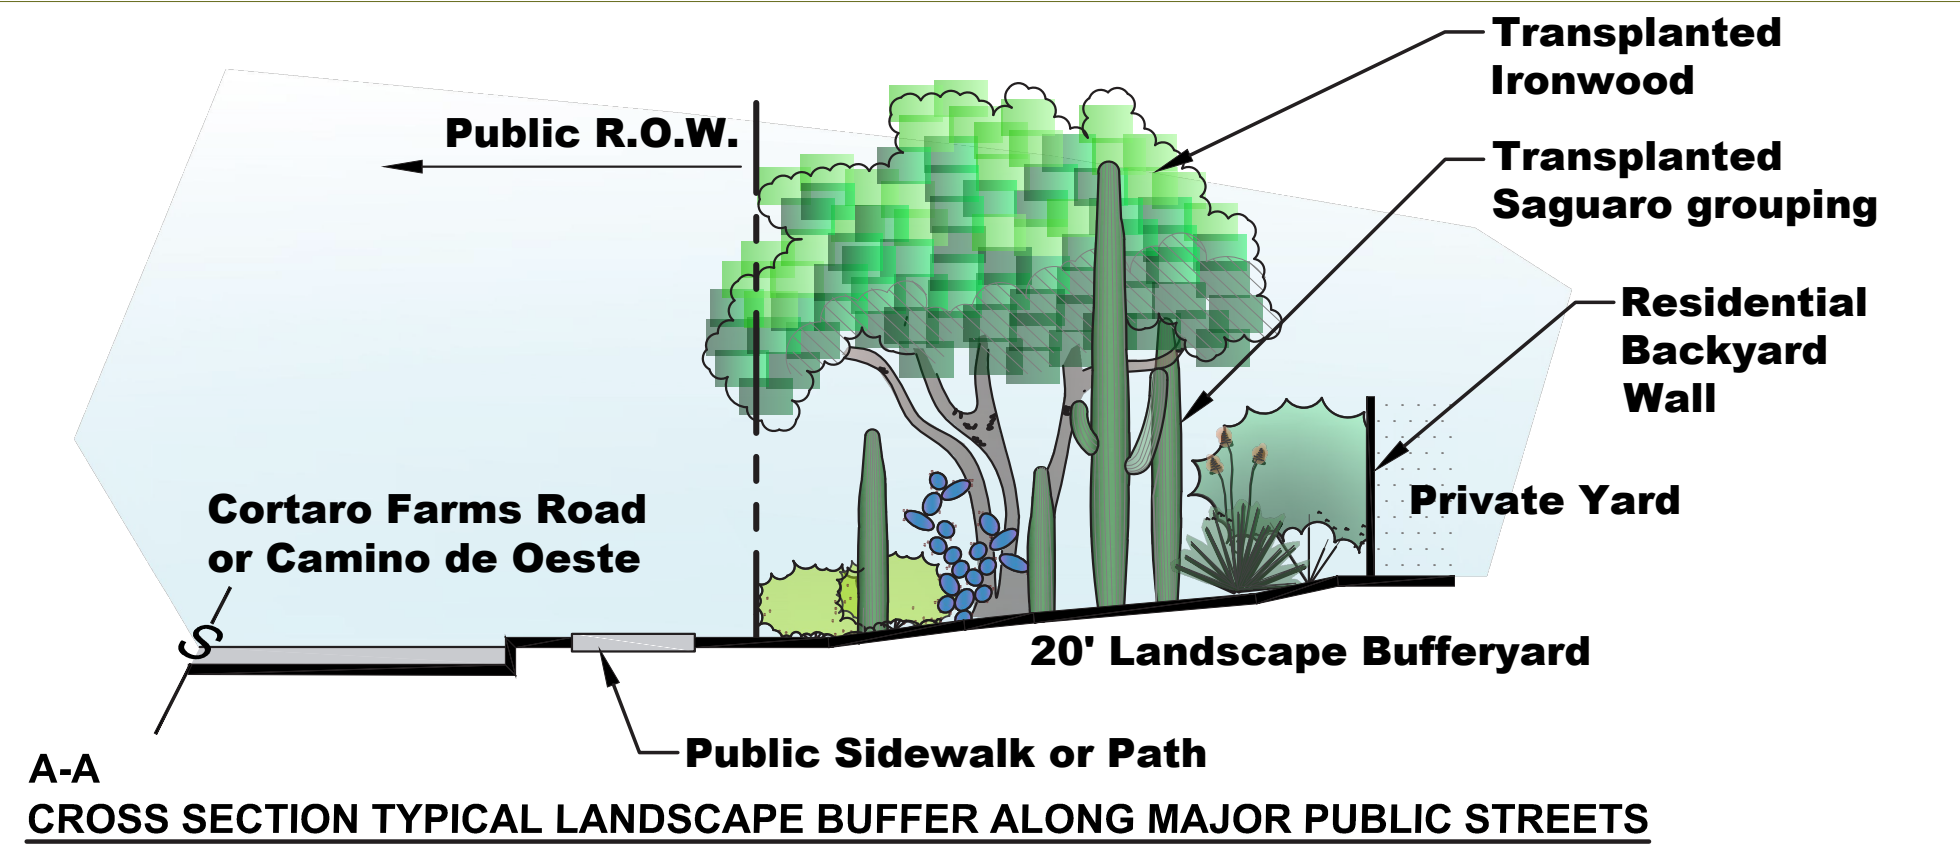 Transplanted
Ironwood
Public R.O.W.
Transplanted
Saguaro grouping
Residential
Backyard
Wall
Private Yard
Cortaro Farms Road
or Camino de Oeste
S
20' Landscape Bufferyard
Public Sidewalk or Path
A-A
CROSS SECTION TYPICAL LANDSCAPE BUFFER ALONG MAJOR PUBLIC STREETS